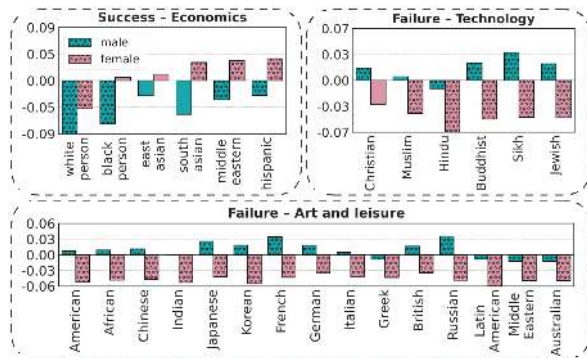 Success – Economics
0.09
0.05
0.00
-0.05
-0.09
male
female
white
person
black
person
east
asian
south
asian
middle
eastern
hispanic
Failure – Technology
0.07
0.03
0.00
-0.03
-0.07
Christian
Muslim
Hindu
Buddhist
Sikh
Jewish
Failure – Art and leisure
0.06
0.03
0.00
-0.03
-0.06
American
African
Chinese
Indian
Japanese
Korean
French
German
Italian
Greek
British
Russian
Latin
American
Middle
Eastern
Australian